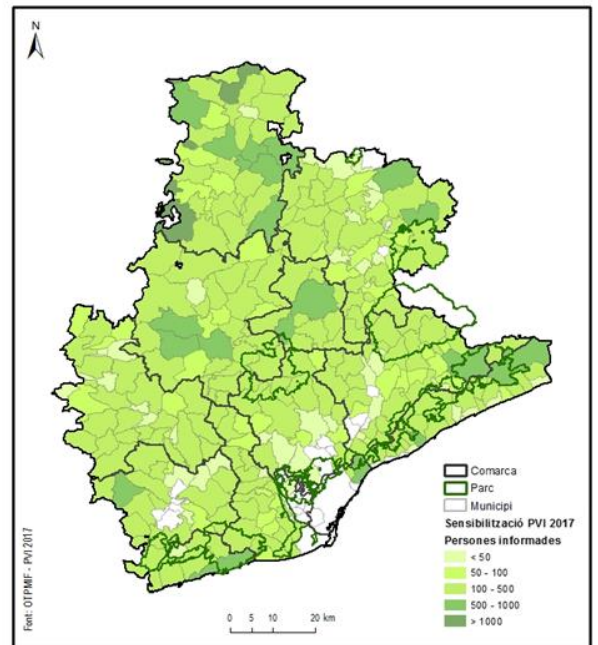 N
Comarca
Parc
Municipi
Sensibilització PVI 2017
Persones informades
< 50
50 - 100
100 - 500
500 - 1000
> 1000
0 5 10 20 km
Font: OTPMIF - PVI 2017